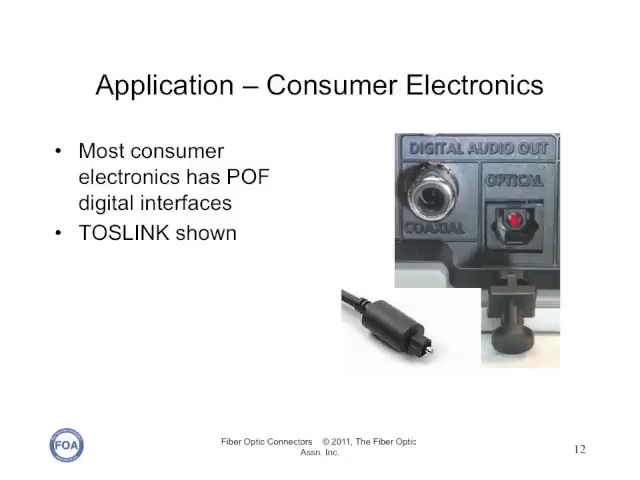 Application – Consumer Electronics
• Most consumer
electronics has POF
digital interfaces
• TOSLINK shown
DIGITAL AUDIO OUT
OPTICAL
COAXIAL
FOA
Fiber Optic Connectors © 2011, The Fiber Optic
Assn. Inc.
12